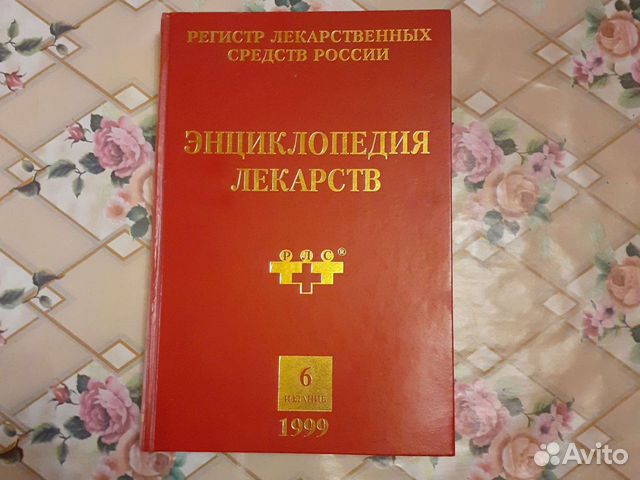 РЕГИСТР ЛЕКАРСТВЕННЫХ
СРЕДСТВ РОССИИ
ЭНЦИКЛОПЕДИЯ
ЛЕКАРСТВ
РЛС®
6
ИЗДАНИЕ
1999
Avito